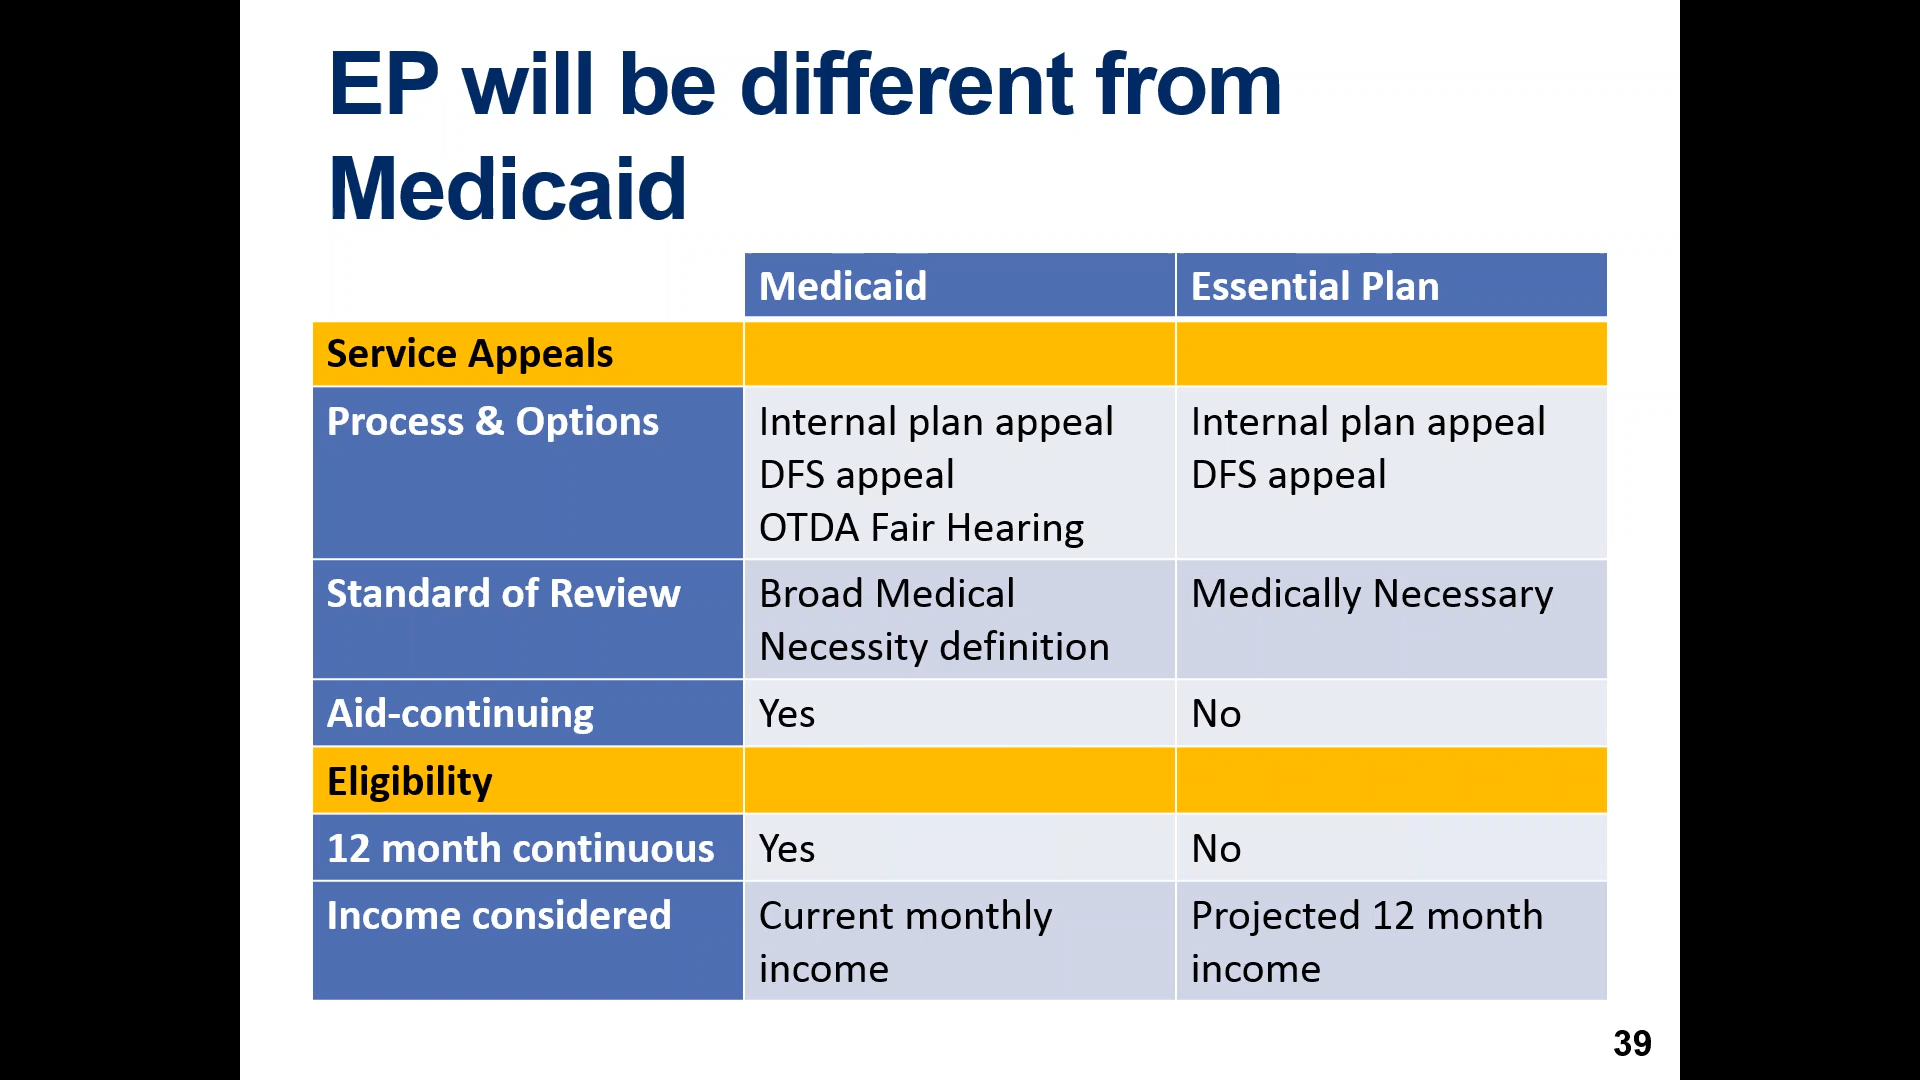 EP will be different from
Medicaid
Medicaid
Essential Plan
Service Appeals
Process & Options
Internal plan appeal
DFS appeal
OTDA Fair Hearing
Internal plan appeal
DFS appeal
Standard of Review
Broad Medical
Necessity definition
Medically Necessary
Aid-continuing
Yes
No
Eligibility
12 month continuous
Yes
No
Income considered
Current monthly
income
Projected 12 month
income
39